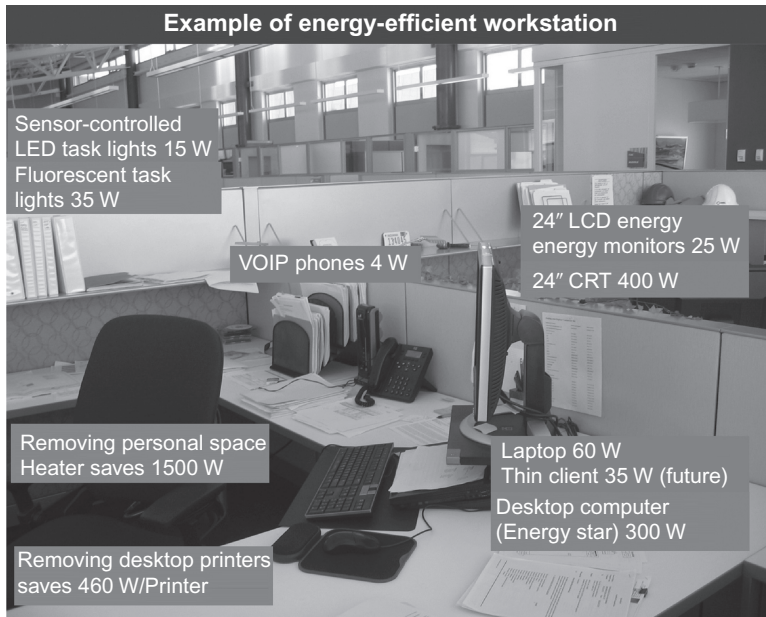 Example of energy-efficient workstation
Sensor-controlled
LED task lights 15 W
Fluorescent task
lights 35 W
24″ LCD energy
energy monitors 25 W
24″ CRT 400 W
VOIP phones 4 W
Removing personal space
Heater saves 1500 W
Laptop 60 W
Thin client 35 W (future)
Desktop computer
(Energy star) 300 W
Removing desktop printers
saves 460 W/Printer